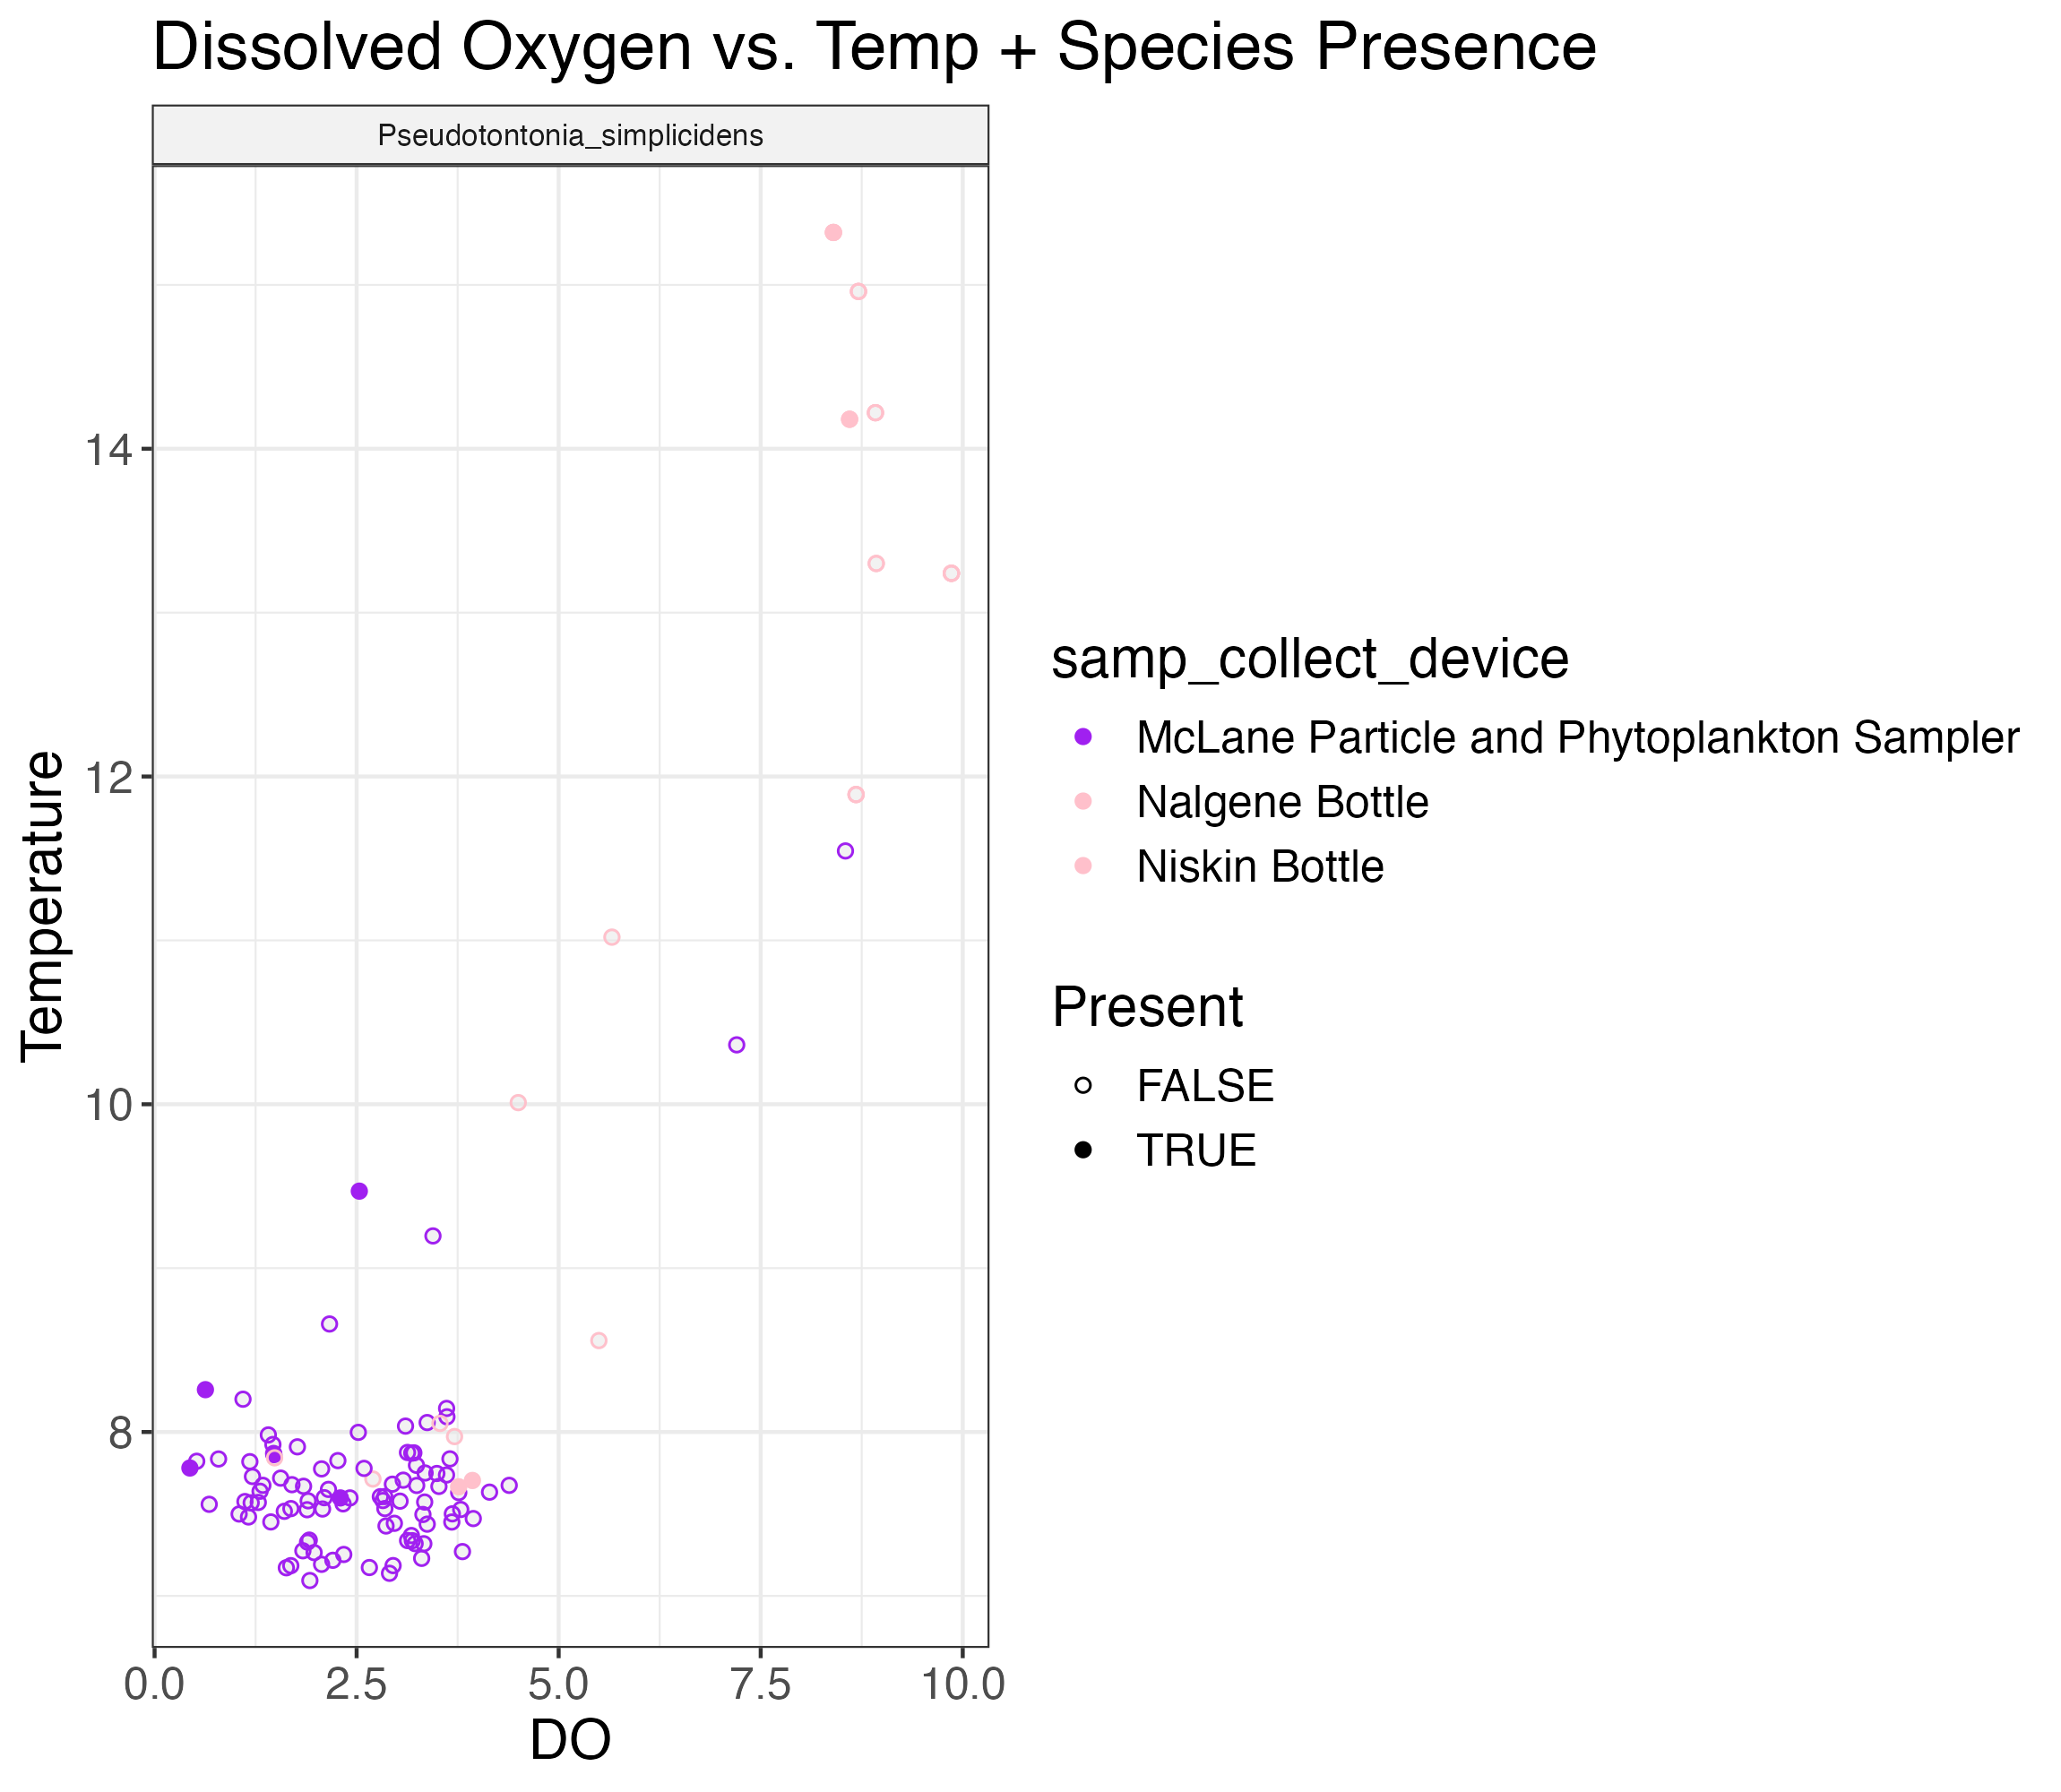 Dissolved Oxygen vs. Temp + Species Presence
Pseudotontonia_simplicidens
14
12
10
8
Temperature
0.0 2.5 5.0 7.5 10.0
DO
samp_collect_device
McLane Particle and Phytoplankton Sampler
Nalgene Bottle
Niskin Bottle
Present
FALSE
TRUE